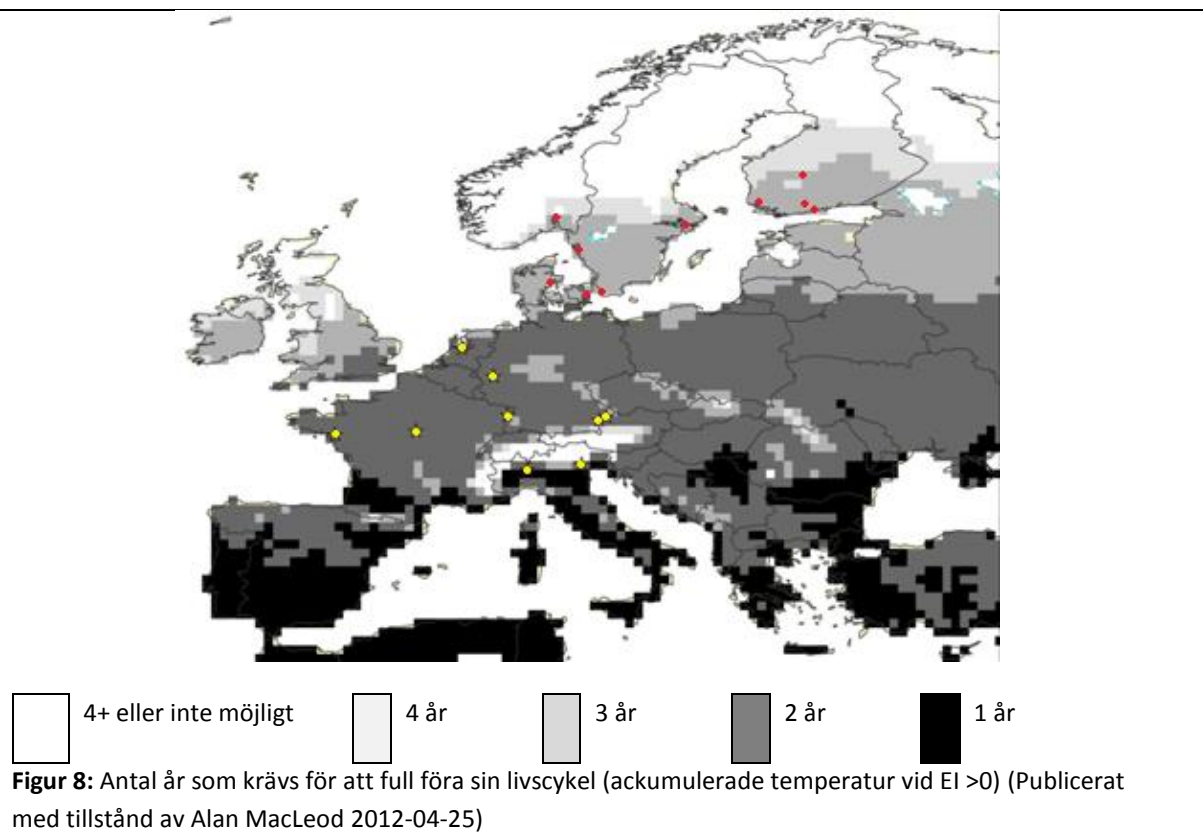 4+ eller inte möjligt 4 år 3 år 2 år 1 år
Figur 8: Antal år som krävs för att full föra sin livscykel (ackumulerade temperatur vid EI >0) (Publicerat
med tillstånd av Alan MacLeod 2012-04-25)